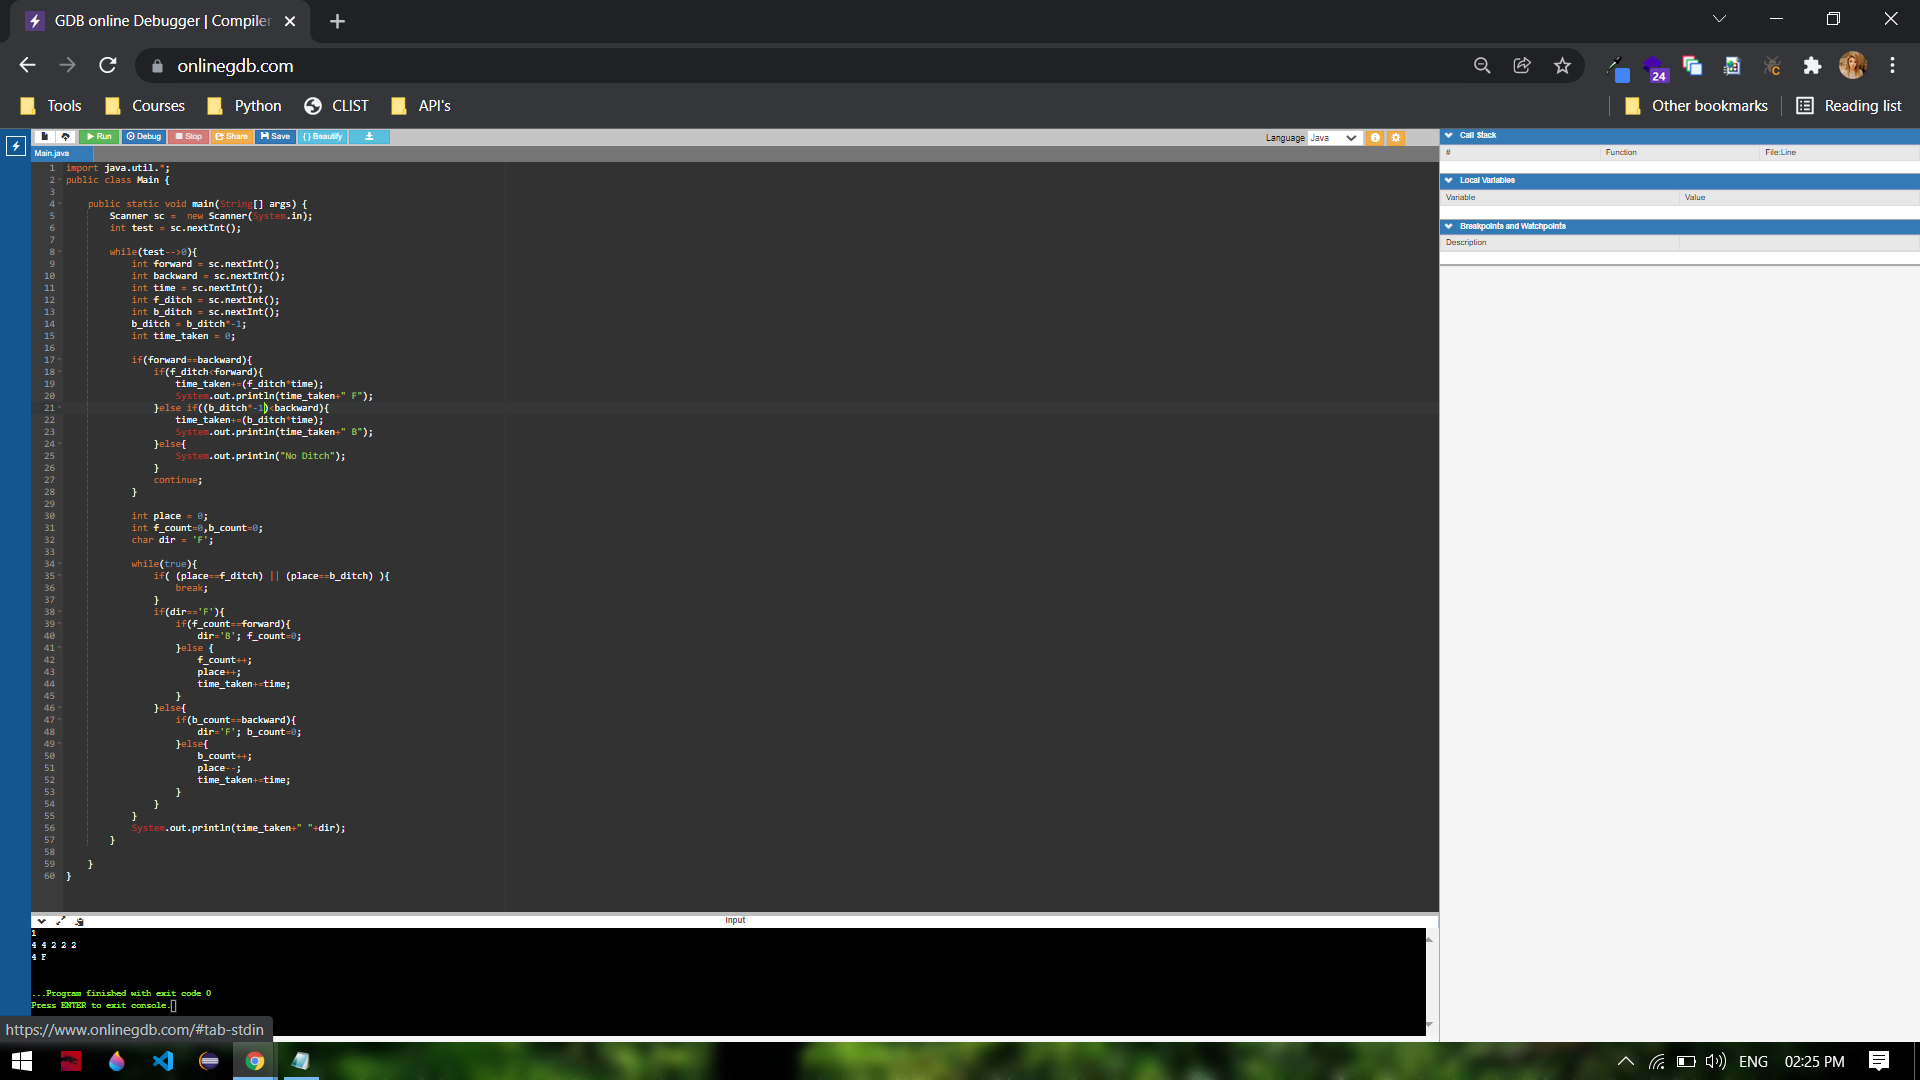 GDB online Debugger | Compiler
onlinegdb.com
24
Tools Courses Python CLIST API's Other bookmarks Reading list
Run Debug Stop Share Save { } Beautify Language Java
Main.java
1 import java.util.*;
2 public class Main {
3
4 public static void main(String[] args) {
5 Scanner sc = new Scanner(System.in);
6 int test = sc.nextInt();
7
8 while(test-->0){
9 int forward = sc.nextInt();
10 int backward = sc.nextInt();
11 int time = sc.nextInt();
12 int f_ditch = sc.nextInt();
13 int b_ditch = sc.nextInt();
14 b_ditch = b_ditch*-1;
15 int time_taken = 0;
16
17 if(forward==backward){
18 if(f_ditch<forward){
19 time_taken+=(f_ditch*time);
20 System.out.println(time_taken+" F");
21 }else if((b_ditch*-1)<backward){
22 time_taken+=(b_ditch*time);
23 System.out.println(time_taken+" B");
24 }else{
25 System.out.println("No Ditch");
26 }
27 continue;
28 }
29
30 int place = 0;
31 int f_count=0,b_count=0;
32 char dir = 'F';
33
34 while(true){
35 if( (place==f_ditch) || (place==b_ditch) ){
36 break;
37 }
38 if(dir=='F'){
39 if(f_count==forward){
40 dir='B'; f_count=0;
41 }else {
42 f_count++;
43 place++;
44 time_taken+=time;
45 }
46 }else{
47 if(b_count==backward){
48 dir='F'; b_count=0;
49 }else{
50 b_count++;
51 place--;
52 time_taken+=time;
53 }
54 }
55 }
56 System.out.println(time_taken+" "+dir);
57 }
58
59 }
60 }
Call Stack
# Function File:Line
Local Variables
Variable Value
Breakpoints and Watchpoints
Description
input
1
4 4 2 2 2
4 F
...Program finished with exit code 0
Press ENTER to exit console.
https://www.onlinegdb.com/#tab-stdin
ENG 02:25 PM